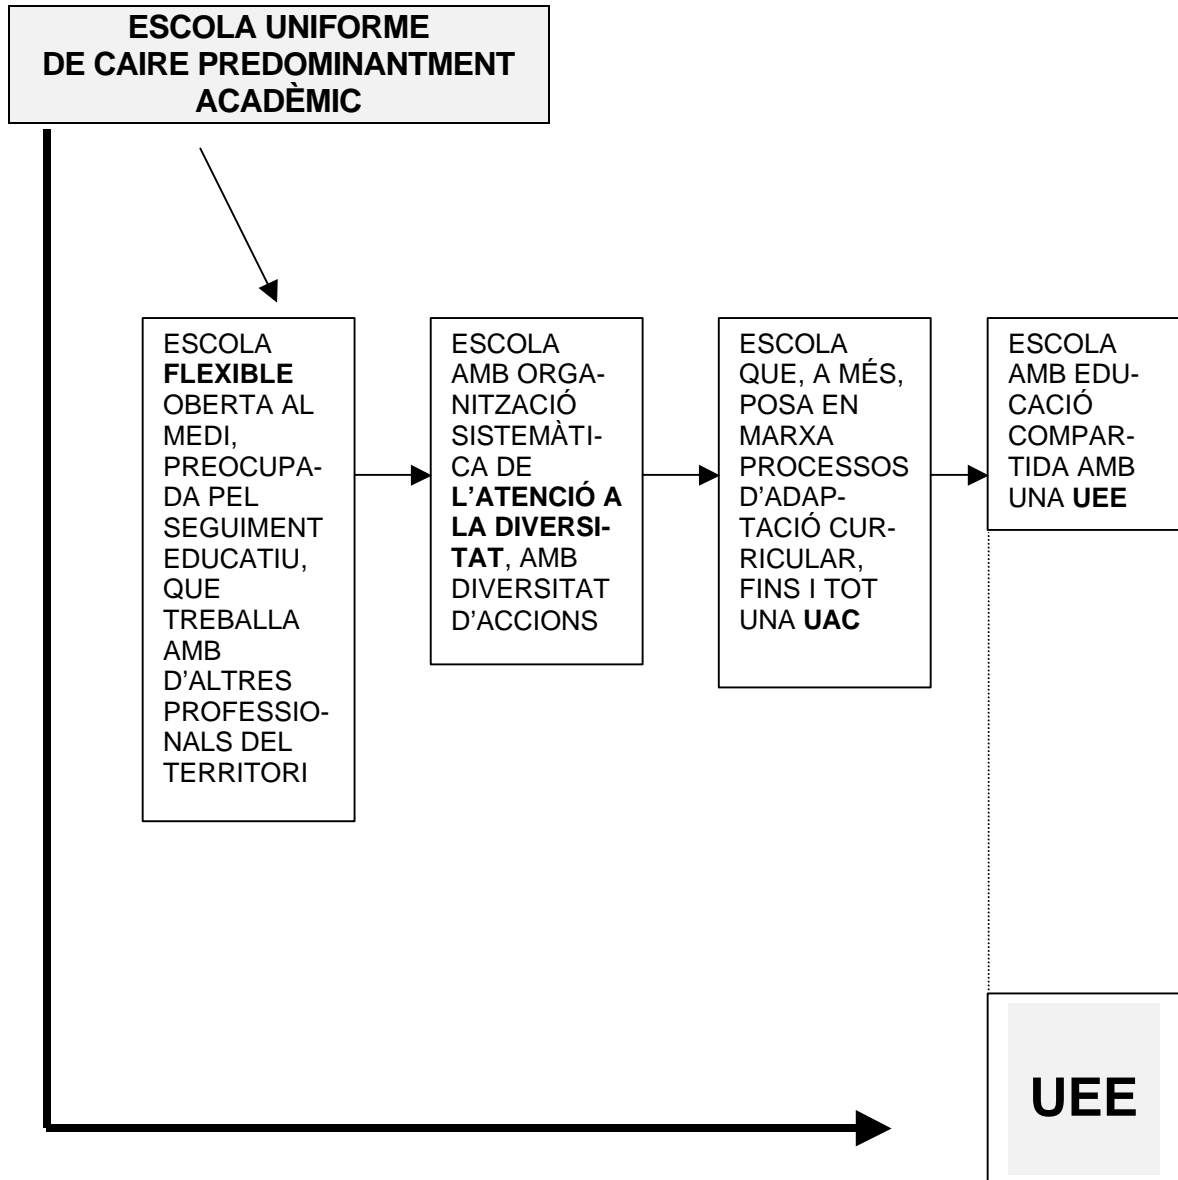 ESCOLA UNIFORME
DE CAIRE PREDOMINANTMENT
ACADÈMIC
ESCOLA
FLEXIBLE
OBERTA AL
MEDI,
PREOCUPA-
DA PEL
SEGUIMENT
EDUCATIU,
QUE
TREBALLA
AMB
D'ALTRES
PROFESSIO-
NALS DEL
TERRITORI
ESCOLA
AMB ORGA-
NITZACIÓ
SISTEMÀTI-
CA DE
L'ATENCIÓ A
LA DIVERSI-
TAT, AMB
DIVERSITAT
D'ACCIONS
ESCOLA
QUE, A MÉS,
POSA EN
MARXA
PROCESSOS
D'ADAP-
TACIÓ CUR-
RICULAR,
FINS I TOT
UNA UAC
ESCOLA
AMB EDU-
CACIÓ
COMPAR-
TIDA AMB
UNA UEE
UEE